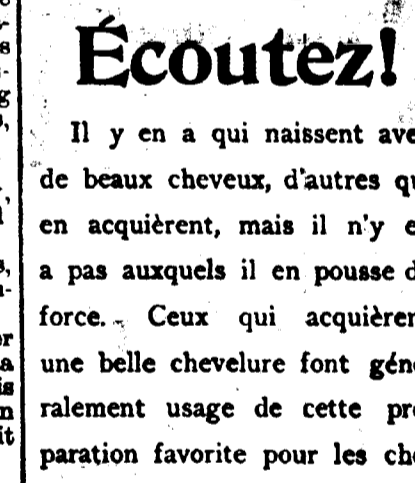 Écoutez!
Il y en a qui naissent ave
de beaux cheveux, d'autres qu
en acquièrent, mais il n'y e
a pas auxquels il en pousse d
force. Ceux qui acquièren
une belle chevelure font géné
ralement usage de cette pré
paration favorite pour les che